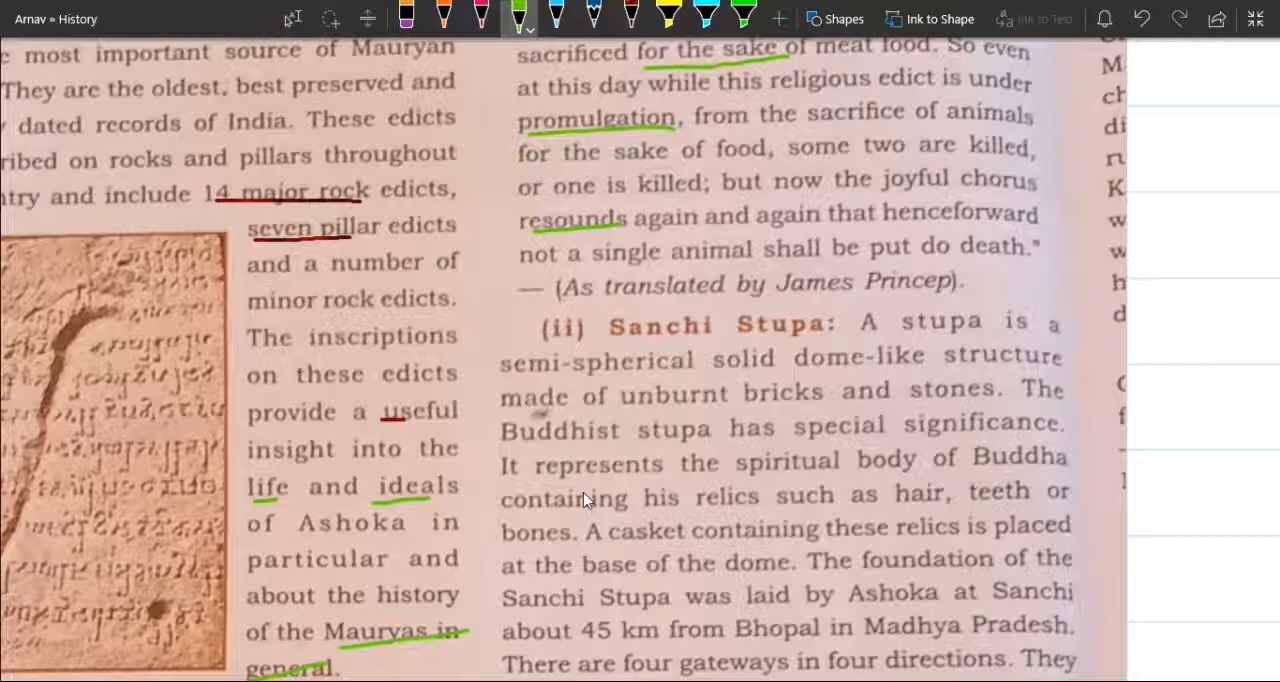 Arnav » History
Shapes
Ink to Shape
Ink to Text
most important source of Mauryan
They are the oldest, best preserved and
dated records of India. These edicts
ribed on rocks and pillars throughout
ntry and include 14 major rock edicts,
seven pillar edicts
and a number of
minor rock edicts.
The inscriptions
on these edicts
provide a useful
insight into the
life and ideals
of Ashoka in
particular and
about the history
of the Mauryas in
general.
sacrificed for the sake of meat food. So even
at this day while this religious edict is under
promulgation, from the sacrifice of animals
for the sake of food, some two are killed,
or one is killed; but now the joyful chorus
resounds again and again that henceforward
not a single animal shall be put do death."
— (As translated by James Princep).
(ii) Sanchi Stupa: A stupa is a
semi-spherical solid dome-like structure
made of unburnt bricks and stones. The
Buddhist stupa has special significance.
It represents the spiritual body of Buddha
containing his relics such as hair, teeth or
bones. A casket containing these relics is placed
at the base of the dome. The foundation of the
Sanchi Stupa was laid by Ashoka at Sanchi
about 45 km from Bhopal in Madhya Pradesh.
There are four gateways in four directions. They
M
ch
di
ru
K
w
w
h
d